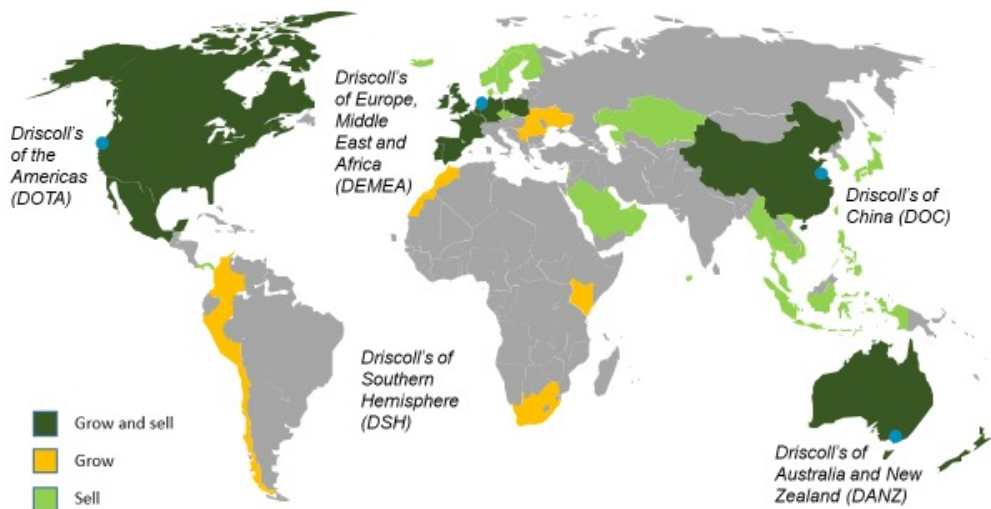 Driscoll's
of the
Americas
(DOTA)
Driscoll's
of Europe,
Middle
East and
Africa
(DEMEA)
Driscoll's of
China (DOC)
Driscoll's of
Southern
Hemisphere
(DSH)
Driscoll's of
Australia and New
Zealand (DANZ)
Grow and sell
Grow
Sell